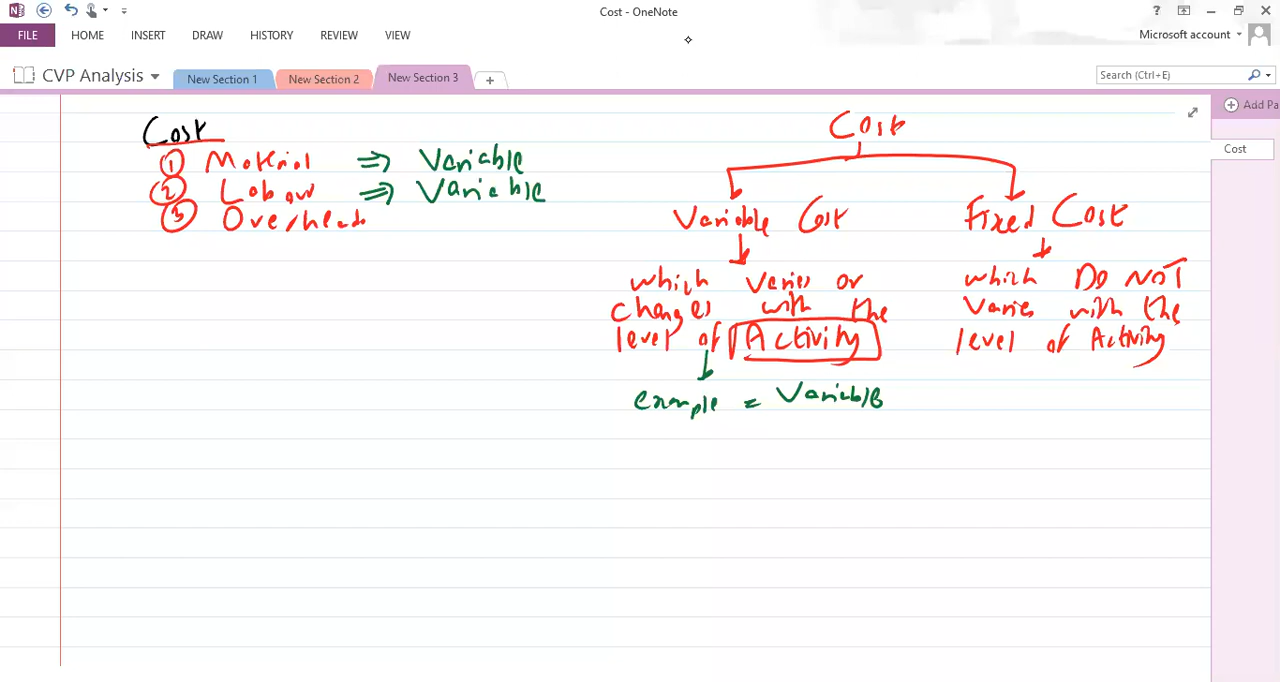 Cost - OneNote
FILE HOME INSERT DRAW HISTORY REVIEW VIEW
Microsoft account
CVP Analysis New Section 1 New Section 2 New Section 3
Search (Ctrl+E)
Add Pa
Cost
Cost
① Material ⇒ Variable
② Labour ⇒ Variable
③ Overheads
Cost
Variable Cost
which varies or
changes with the
level of Activity
example = Variable
Fixed Cost
which Do NOT
Varies with the
level of Activity